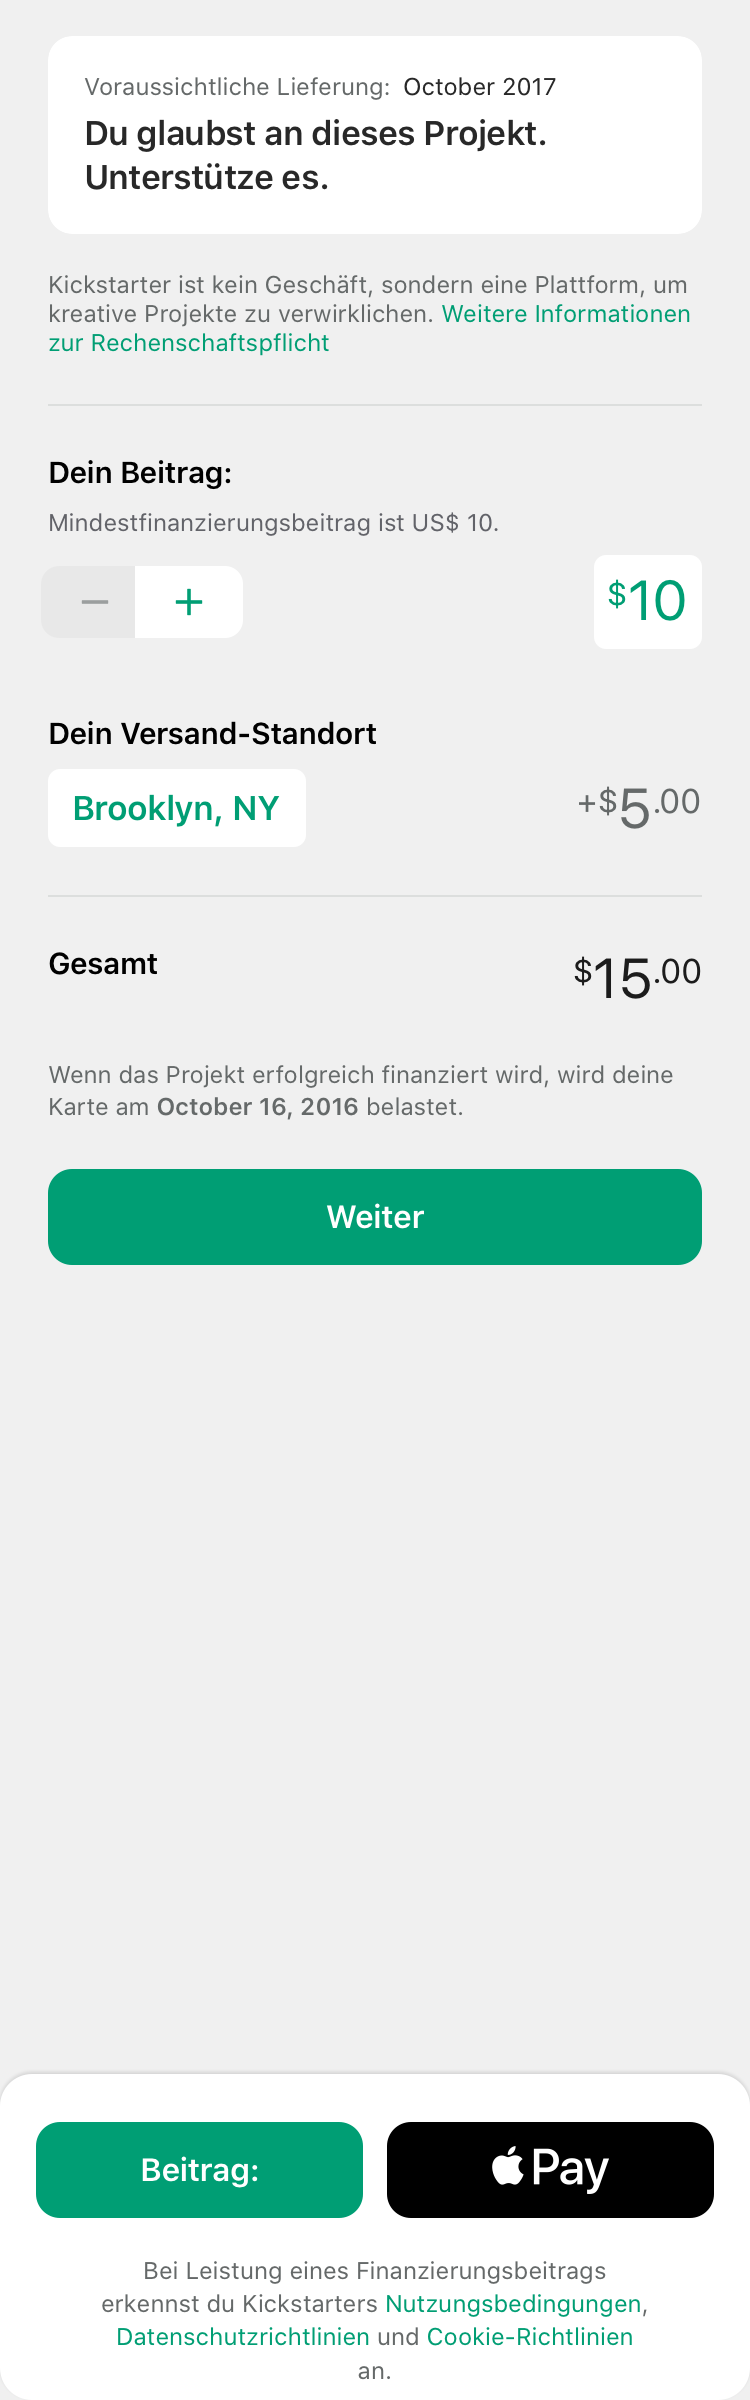 Voraussichtliche Lieferung: October 2017
Du glaubst an dieses Projekt.
Unterstütze es.
Kickstarter ist kein Geschäft, sondern eine Plattform, um
kreative Projekte zu verwirklichen. Weitere Informationen
zur Rechenschaftspflicht
Dein Beitrag:
Mindestfinanzierungsbeitrag ist US$ 10.
− +
$10
Dein Versand-Standort
Brooklyn, NY
+$5.00
Gesamt
$15.00
Wenn das Projekt erfolgreich finanziert wird, wird deine
Karte am October 16, 2016 belastet.
Weiter
Beitrag:
Pay
Bei Leistung eines Finanzierungsbeitrags
erkennst du Kickstarters Nutzungsbedingungen,
Datenschutzrichtlinien und Cookie-Richtlinien
an.